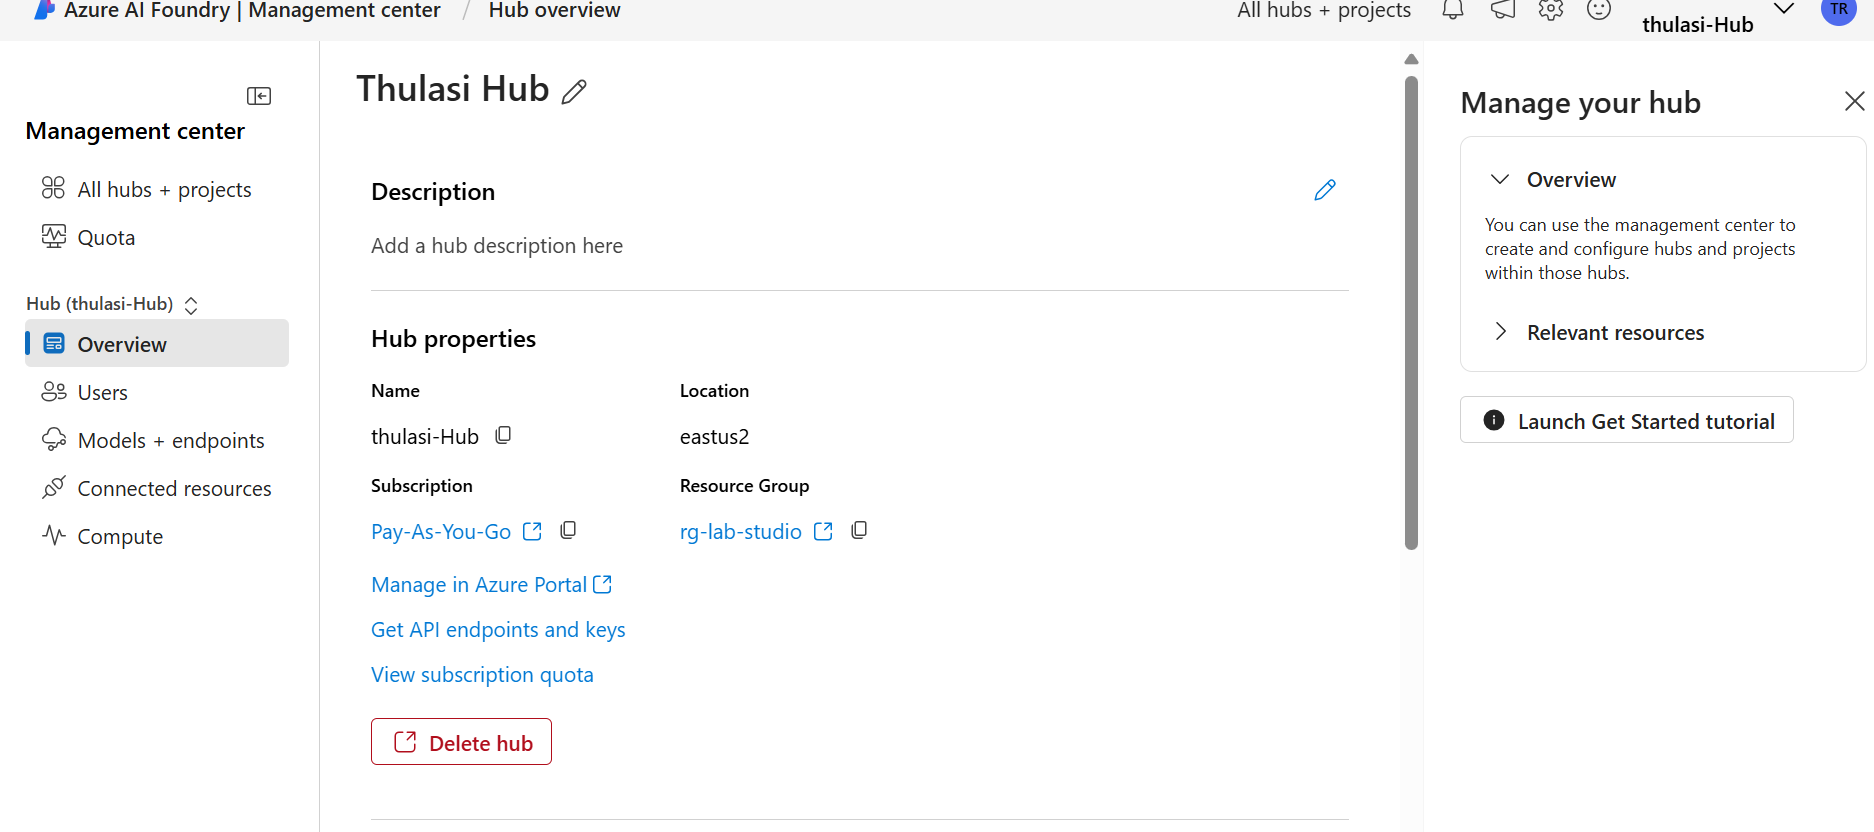 Azure AI Foundry | Management center / Hub overview
All hubs + projects
thulasi-Hub
TR
Management center
All hubs + projects
Quota
Hub (thulasi-Hub)
Overview
Users
Models + endpoints
Connected resources
Compute
Thulasi Hub
Description
Add a hub description here
Hub properties
Name Location
thulasi-Hub eastus2
Subscription Resource Group
Pay-As-You-Go rg-lab-studio
Manage in Azure Portal
Get API endpoints and keys
View subscription quota
Delete hub
Manage your hub
Overview
You can use the management center to
create and configure hubs and projects
within those hubs.
Relevant resources
Launch Get Started tutorial